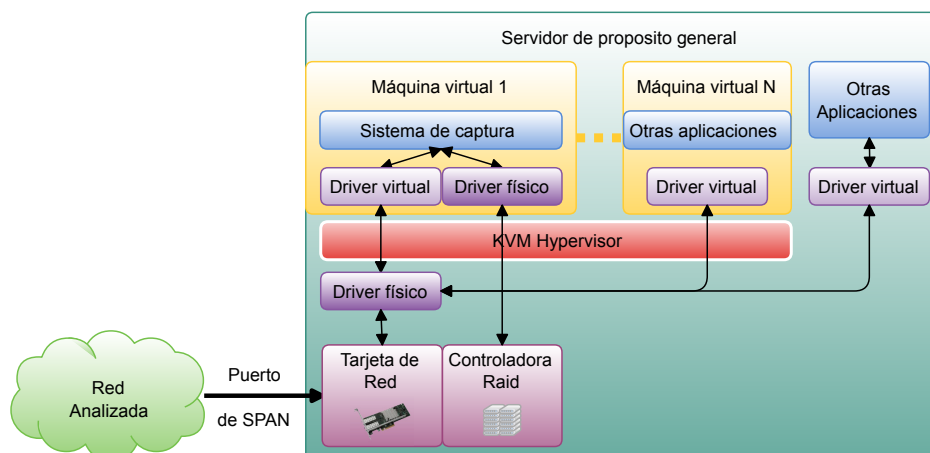 Servidor de proposito general
Máquina virtual 1
Máquina virtual N
Otras
Aplicaciones
Sistema de captura
Otras aplicaciones
Driver virtual
Driver físico
Driver virtual
Driver virtual
KVM Hypervisor
Driver físico
Tarjeta de
Red
Controladora
Raid
Red
Analizada
Puerto
de SPAN